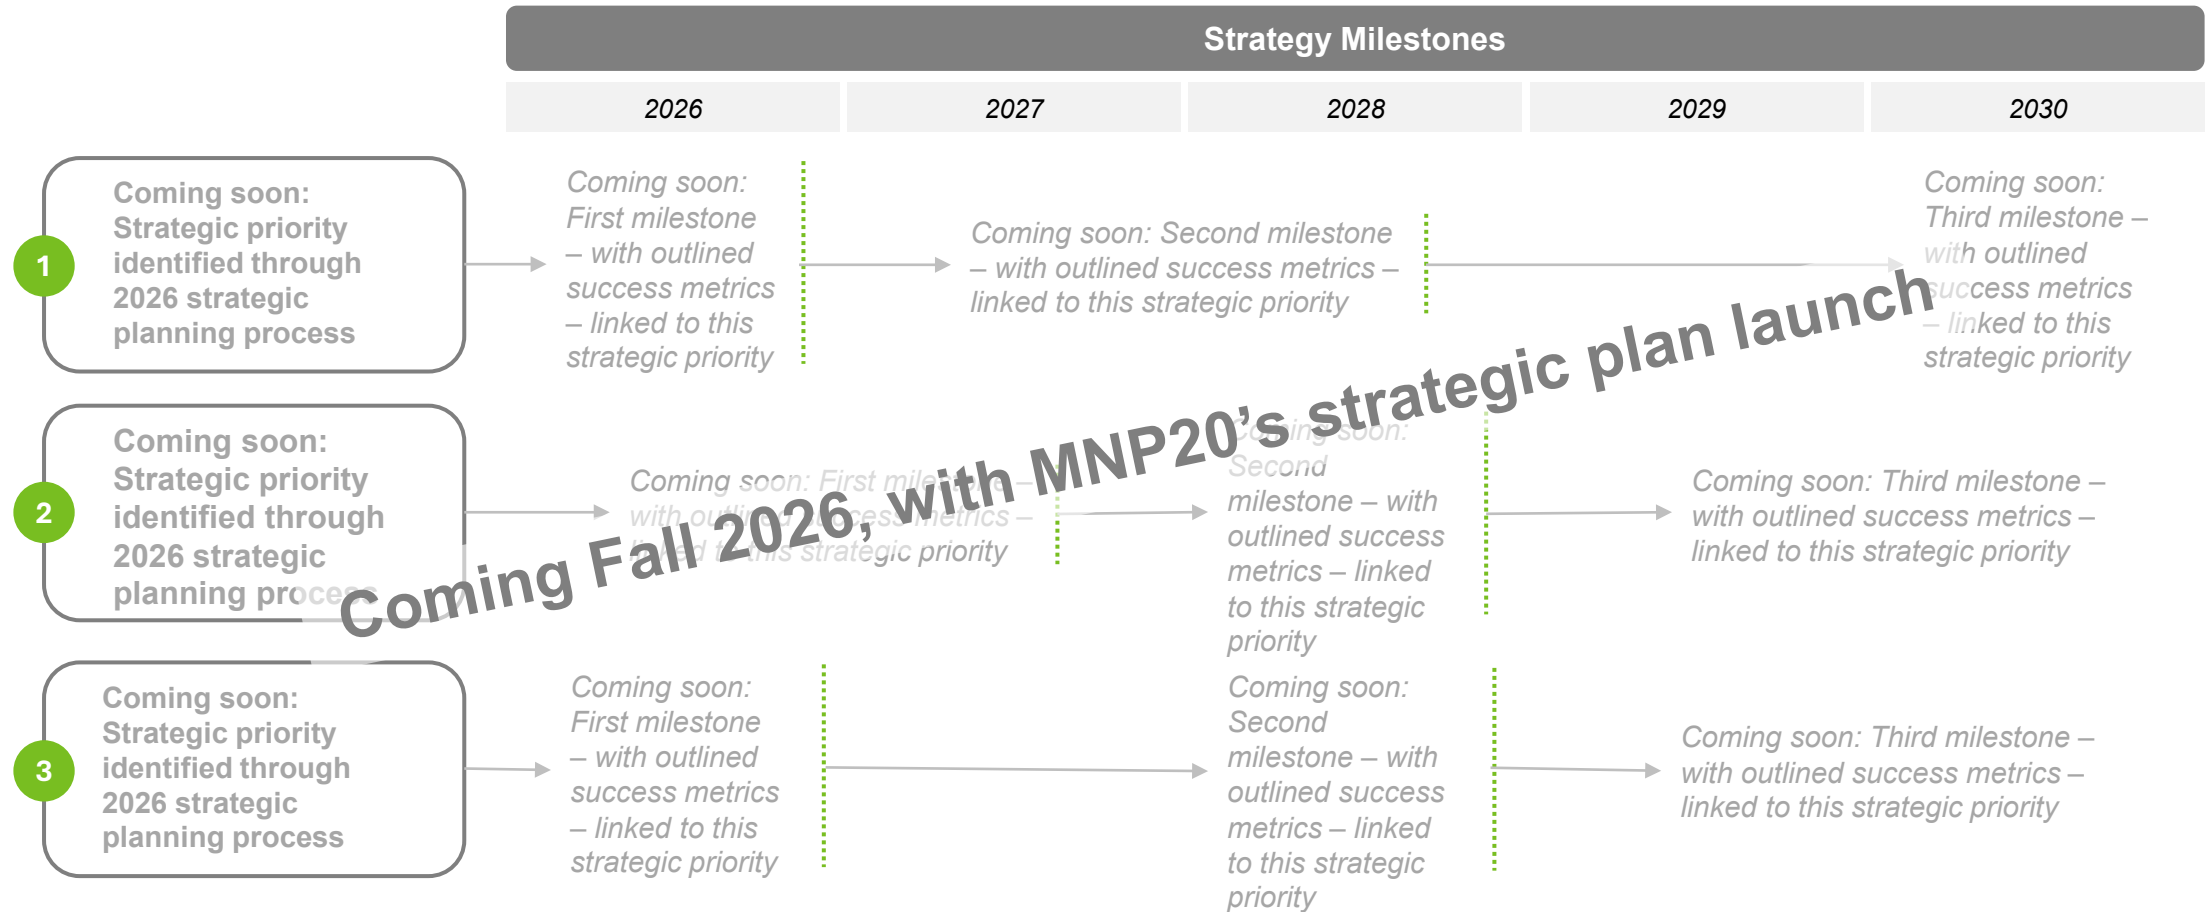 Strategy Milestones
2026
2027
2028
2029
2030
1
Coming soon:
Strategic priority
identified through
2026 strategic
planning process
Coming soon:
First milestone
– with outlined
success metrics
– linked to this
strategic priority
Coming soon: Second milestone
– with outlined success metrics –
linked to this strategic priority
Coming soon:
Third milestone –
with outlined
success metrics
– linked to this
strategic priority
Coming Fall 2026, with MNP20’s strategic plan launch
2
Coming soon:
Strategic priority
identified through
2026 strategic
planning process
Coming soon: First milestone –
with outlined success metrics –
linked to this strategic priority
Coming soon:
Second
milestone – with
outlined success
metrics – linked
to this strategic
priority
Coming soon: Third milestone –
with outlined success metrics –
linked to this strategic priority
3
Coming soon:
Strategic priority
identified through
2026 strategic
planning process
Coming soon:
First milestone
– with outlined
success metrics
– linked to this
strategic priority
Coming soon:
Second
milestone – with
outlined success
metrics – linked
to this strategic
priority
Coming soon: Third milestone –
with outlined success metrics –
linked to this strategic priority